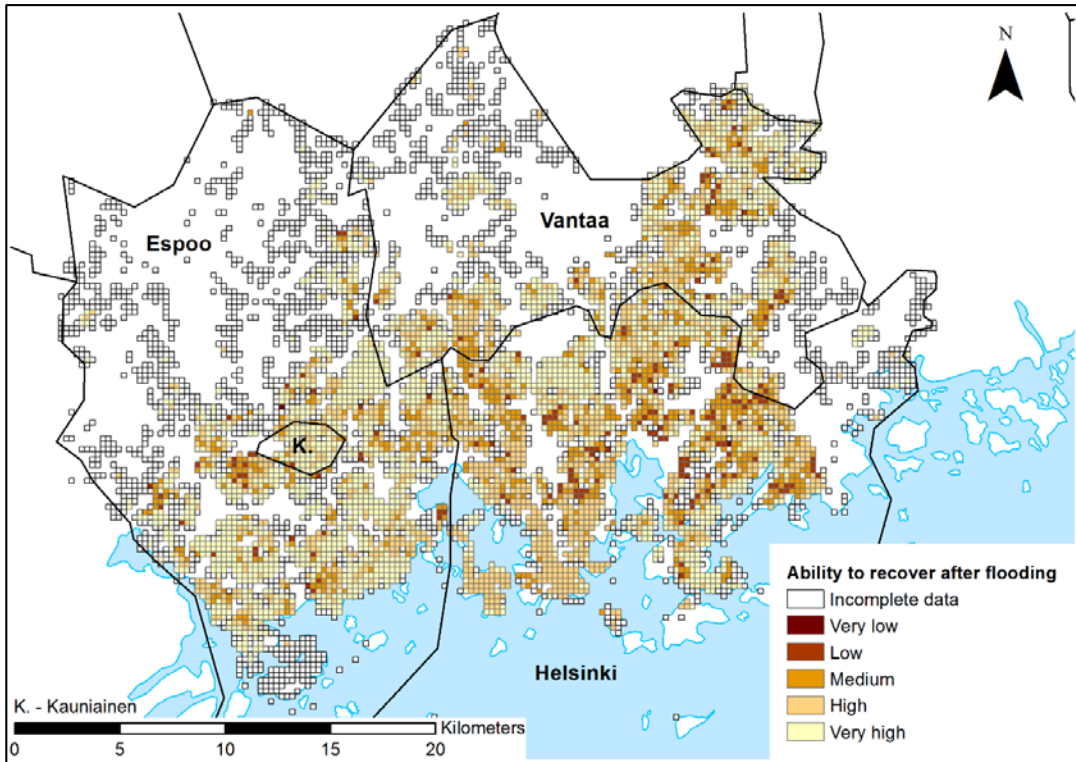 N
Vantaa
Espoo
K.
Helsinki
Ability to recover after flooding
Incomplete data
Very low
Low
Medium
High
Very high
K. - Kauniainen
Kilometers
0 5 10 15 20